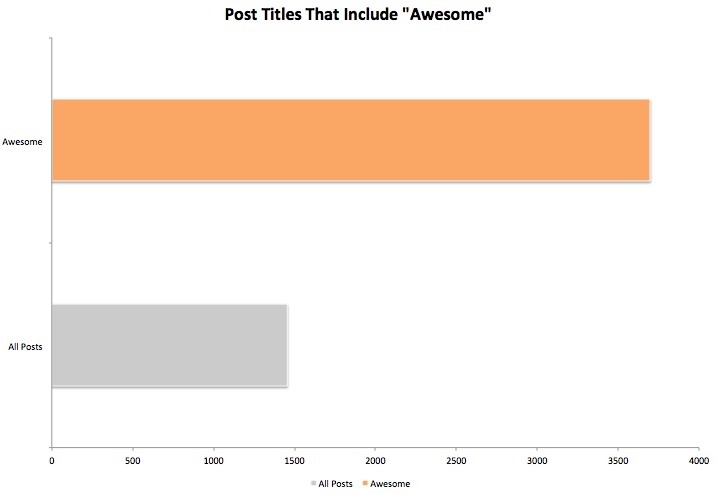 Post Titles That Include "Awesome"
Awesome
All Posts
0 500 1000 1500 2000 2500 3000 3500 4000
All Posts Awesome